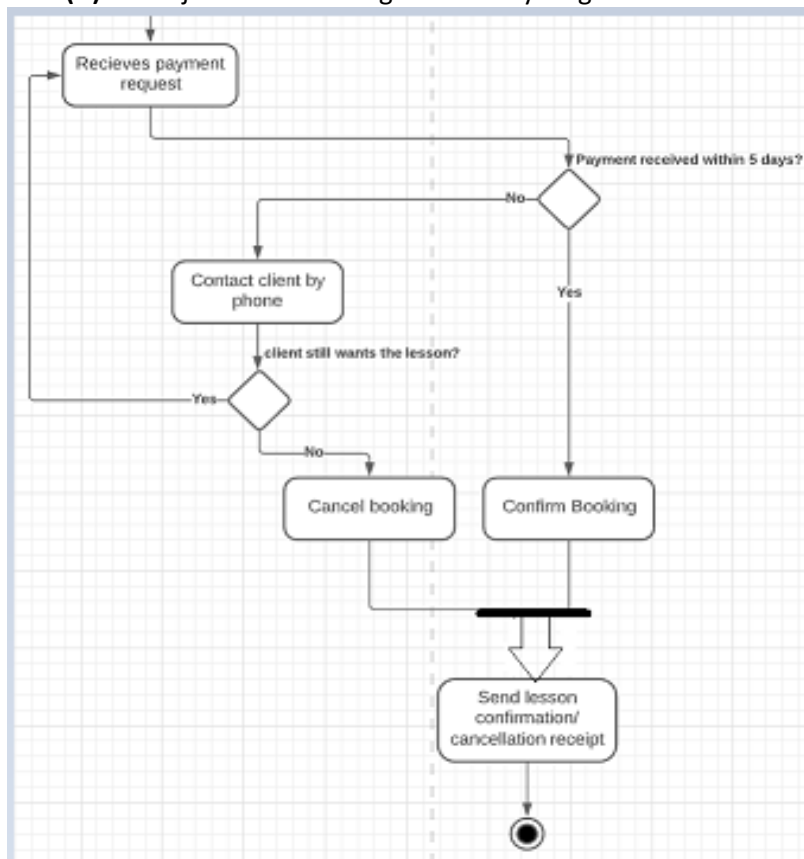 Recieves payment
request
Payment received within 5 days?
No
Contact client by
phone
Yes
client still wants the lesson?
Yes
No
Cancel booking
Confirm Booking
Send lesson
confirmation/
cancellation receipt